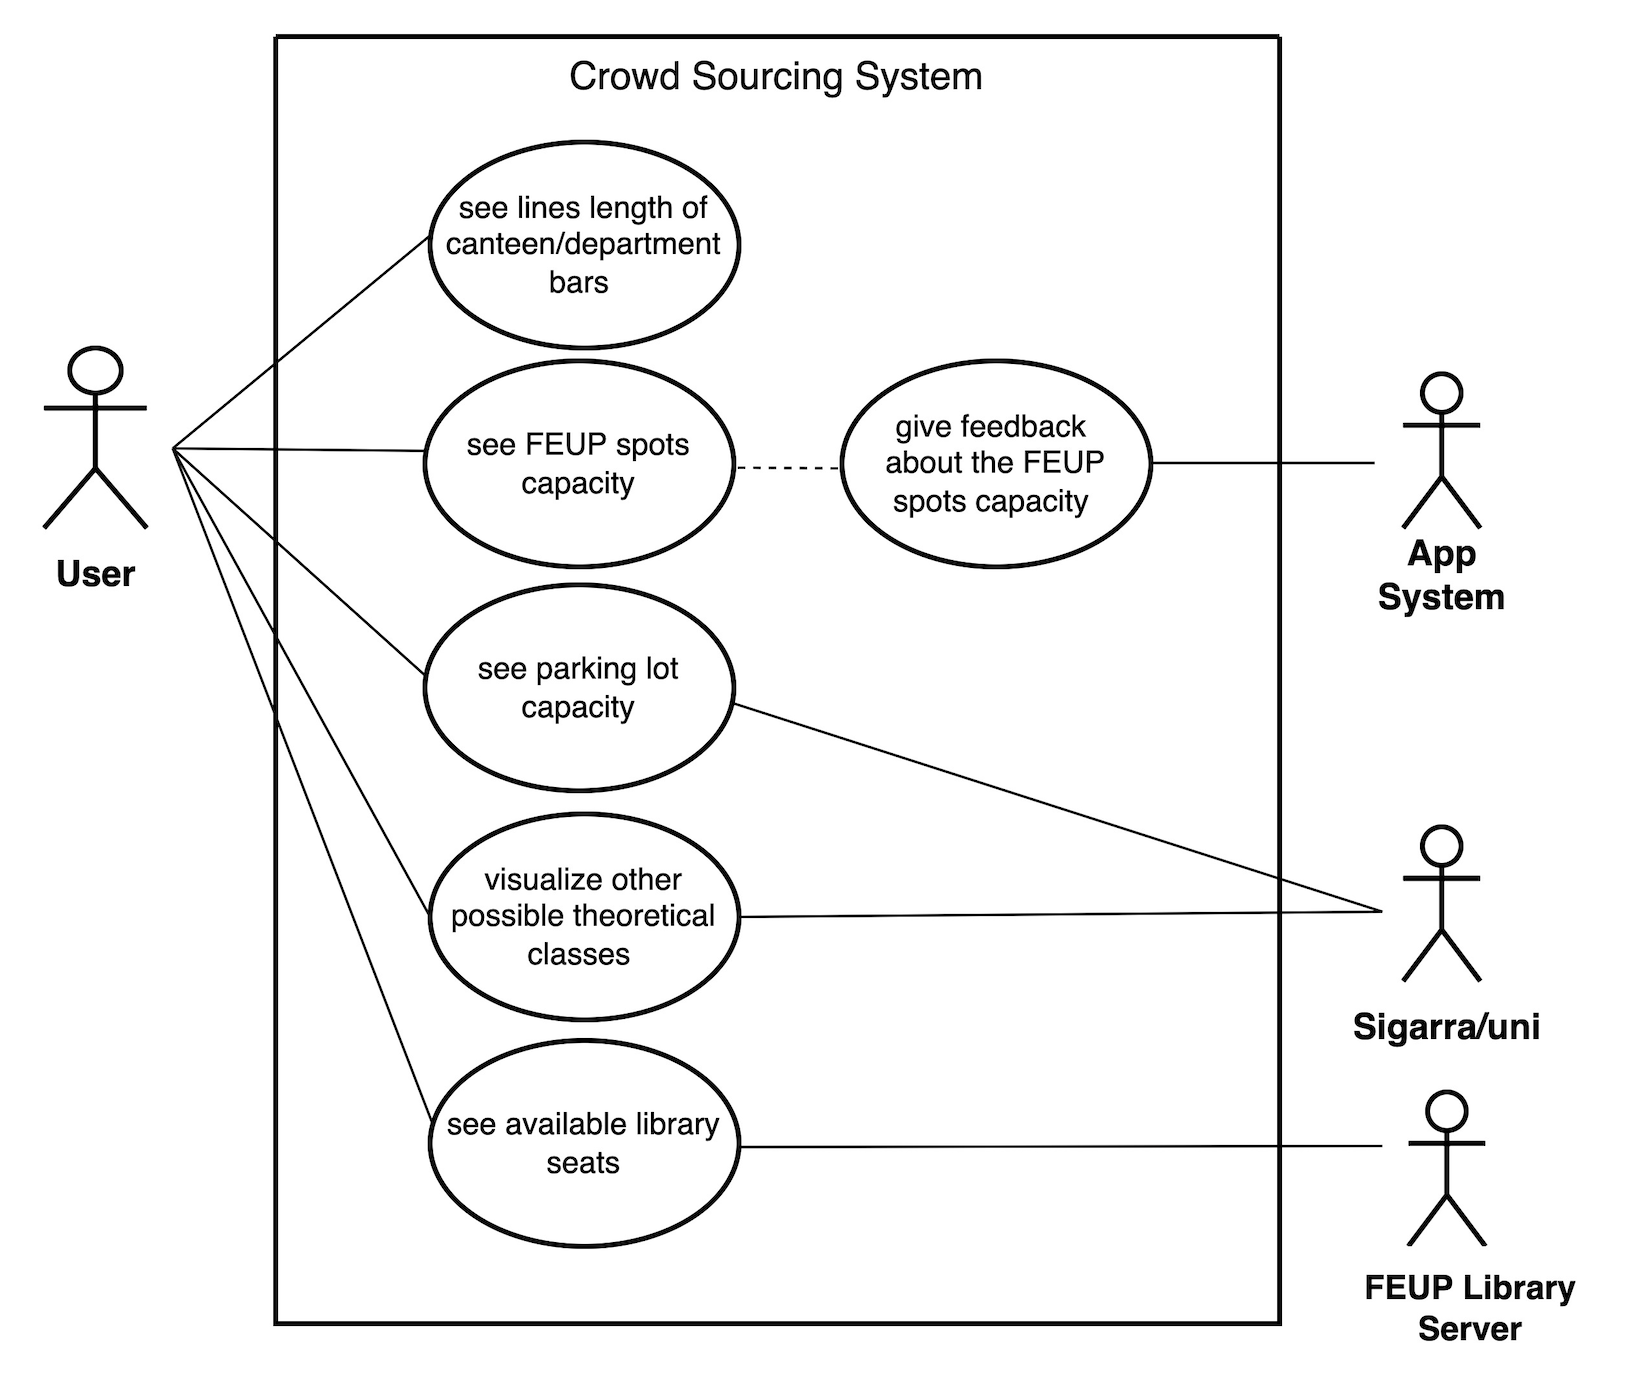 Crowd Sourcing System
see lines length of
canteen/department
bars
see FEUP spots
capacity
give feedback
about the FEUP
spots capacity
App
System
User
see parking lot
capacity
visualize other
possible theoretical
classes
Sigarra/uni
see available library
seats
FEUP Library
Server